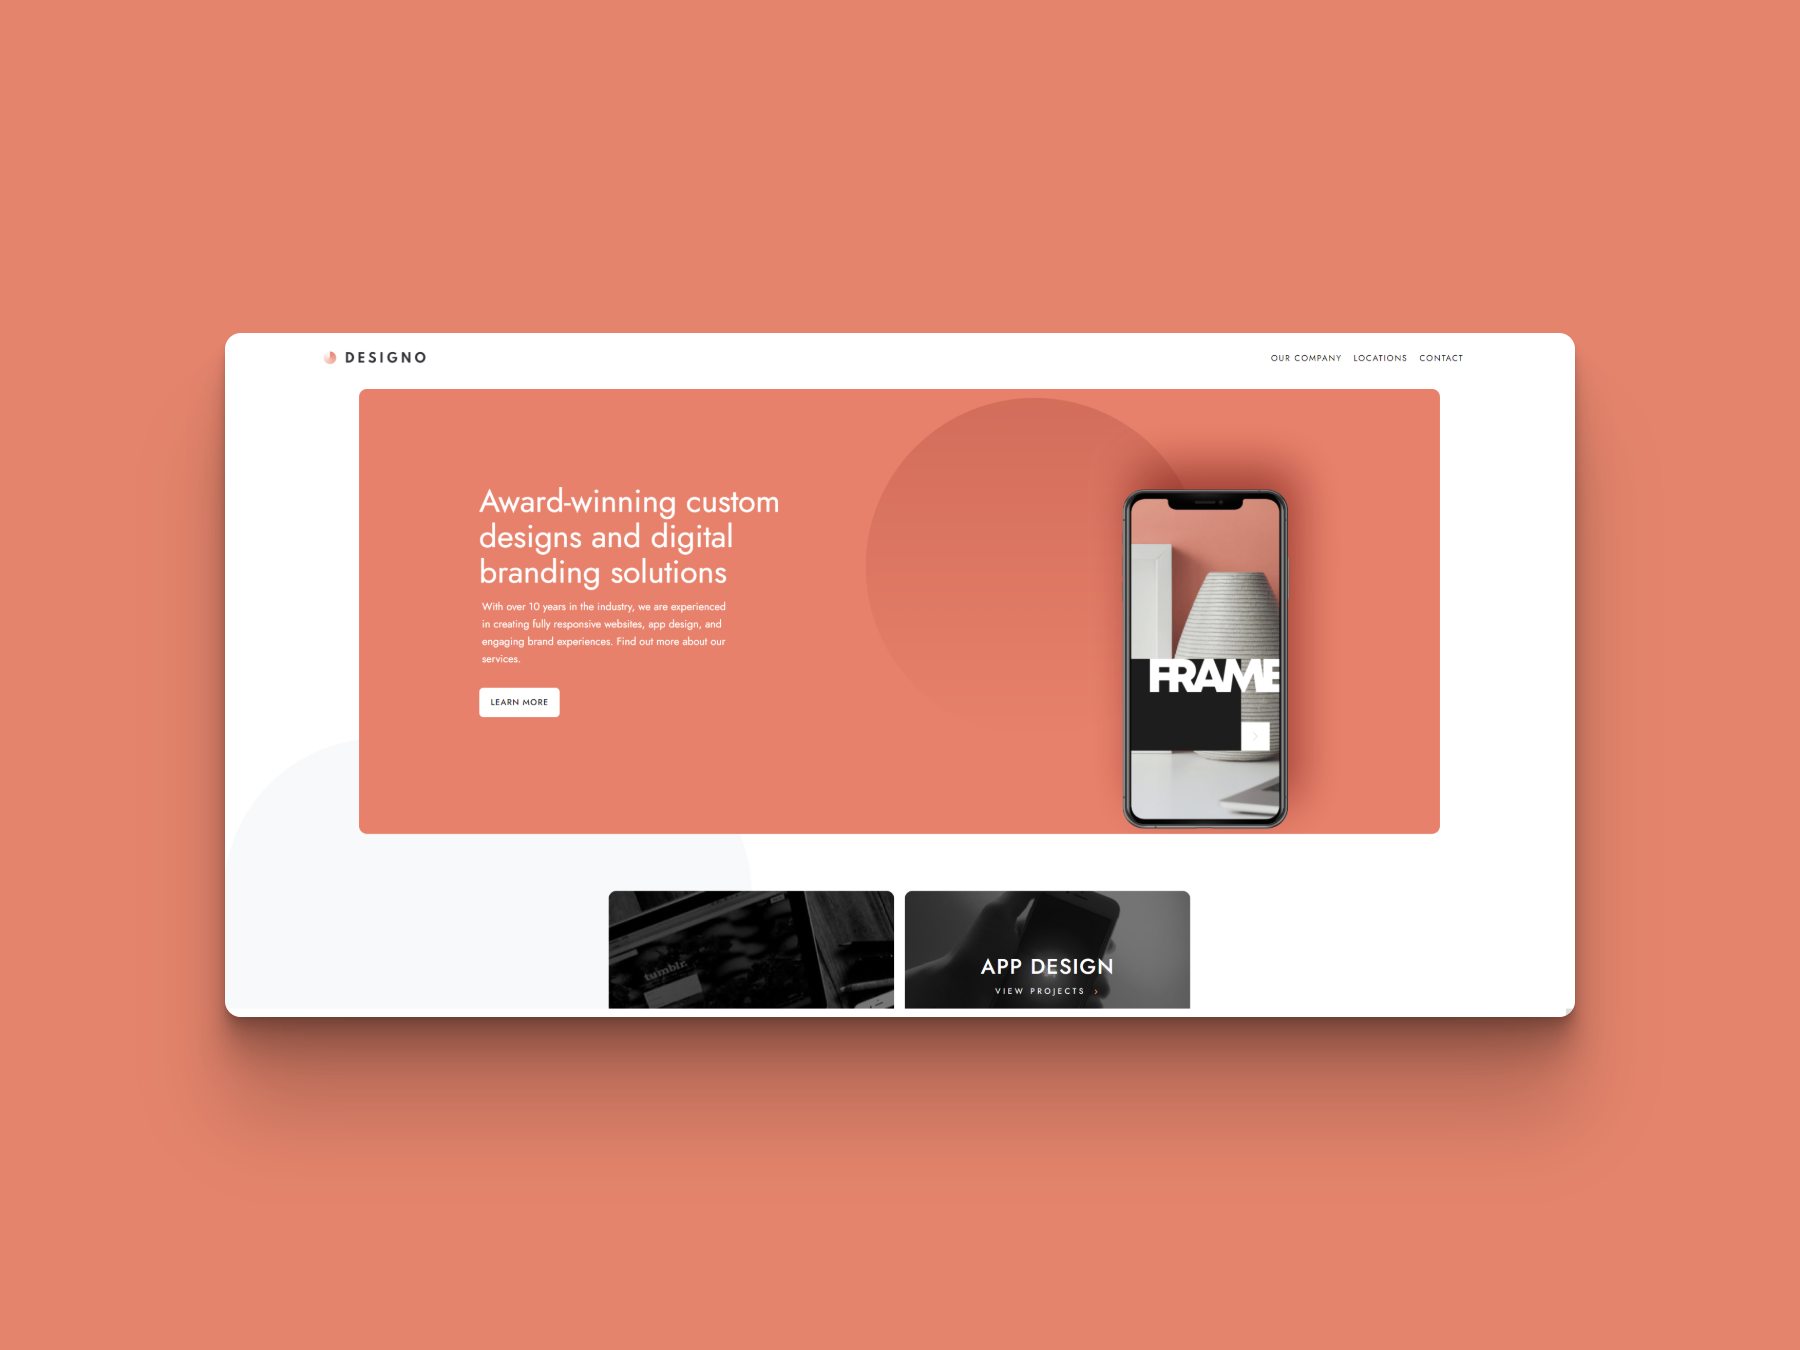 DESIGNO
OUR COMPANY LOCATIONS CONTACT
Award-winning custom
designs and digital
branding solutions
With over 10 years in the industry, we are experienced
in creating fully responsive websites, app design, and
engaging brand experiences. Find out more about our
services.
LEARN MORE
FRAME
tumblr.
APP DESIGN
VIEW PROJECTS